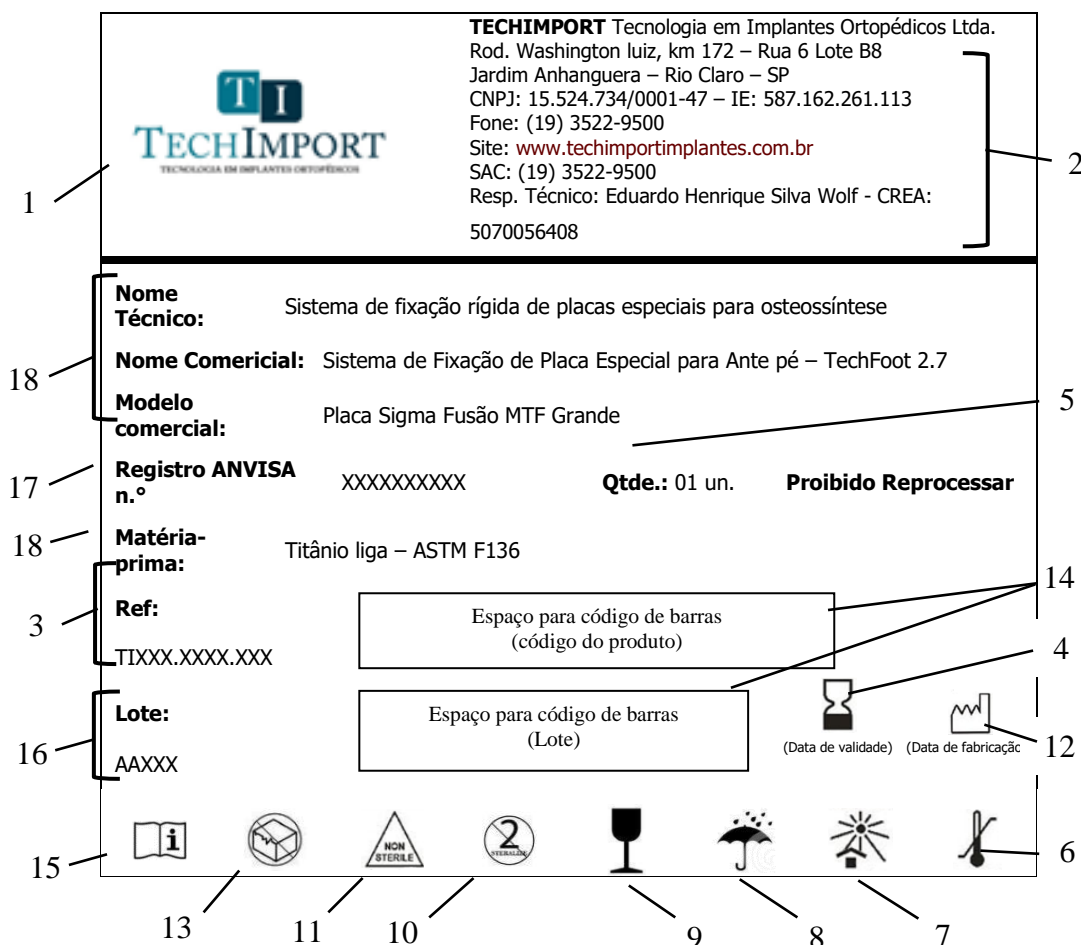 TECHIMPORT Tecnologia em Implantes Ortopédicos Ltda.
Rod. Washington luiz, km 172 – Rua 6 Lote B8
Jardim Anhanguera – Rio Claro – SP
CNPJ: 15.524.734/0001-47 – IE: 587.162.261.113
Fone: (19) 3522-9500
Site: www.techimportimplantes.com.br
SAC: (19) 3522-9500
Resp. Técnico: Eduardo Henrique Silva Wolf - CREA:
5070056408
T I
TECHIMPORT
TECNOLOGIA EM IMPLANTES ORTOPÉDICOS
1
2
Nome
Técnico:
Sistema de fixação rígida de placas especiais para osteossíntese
Nome Comericial: Sistema de Fixação de Placa Especial para Ante pé – TechFoot 2.7
18
Modelo
comercial:
Placa Sigma Fusão MTF Grande
5
Registro ANVISA
n.°
XXXXXXXXXX Qtde.: 01 un. Proibido Reprocessar
17
Matéria-
prima:
Titânio liga – ASTM F136
18
14
Ref:
TIXXX.XXXX.XXX
3
Espaço para código de barras
(código do produto)
4
Lote:
AAXXX
16
Espaço para código de barras
(Lote)
(Data de validade) (Data de fabricaçã
12
15
i
NON
STERILE
2
STERILIZE
6
13 11 10 9 8 7